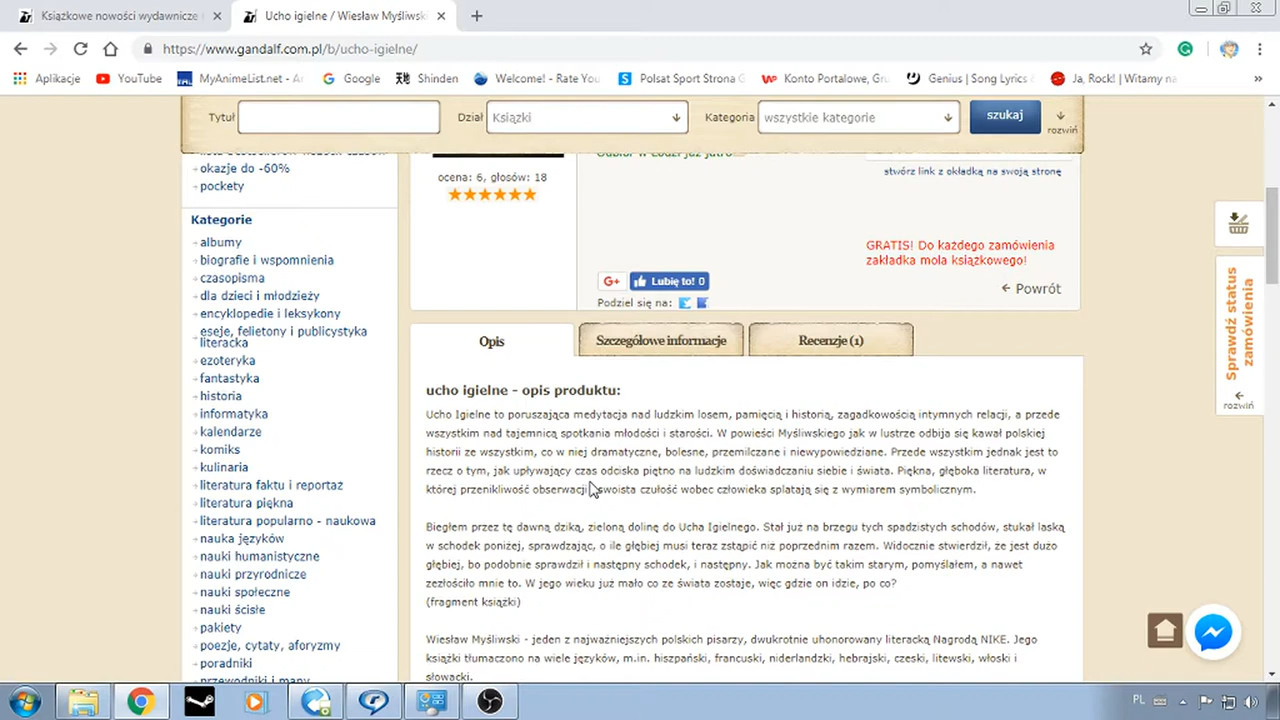 Książkowe nowości wydawnicze
Ucho igielne / Wiesław Myśliwski
https://www.gandalf.com.pl/b/ucho-igielne/
Aplikacje
YouTube
MyAnimeList.net - Ar
Google
Shinden
Welcome! - Rate You
Polsat Sport Strona G
Konto Portalowe, Gru
Genius | Song Lyrics &
Ja, Rock! | Witamy na
»
Tytuł
Dział
Książki
Kategoria
wszystkie kategorie
szukaj
rozwiń
okazje do -60%
pockety
Kategorie
albumy
biografie i wspomnienia
czasopisma
dla dzieci i młodzieży
encyklopedie i leksykony
eseje, felietony i publicystyka
literacka
ezoteryka
fantastyka
historia
informatyka
kalendarze
komiks
kulinaria
literatura faktu i reportaż
literatura piękna
literatura popularno - naukowa
nauka języków
nauki humanistyczne
nauki przyrodnicze
nauki społeczne
nauki ścisłe
pakiety
poezje, cytaty, aforyzmy
poradniki
przewodniki i mapy
ocena: 6, głosów: 18
Odbiór w Łodzi już jutro
stwórz link z okładką na swoją stronę
GRATIS! Do każdego zamówienia
zakładka mola książkowego!
G+
Lubię to! 0
Podziel się na:
Powrót
Opis
Szczegółowe informacje
Recenzje (1)
ucho igielne - opis produktu:
Ucho Igielne to poruszająca medytacja nad ludzkim losem, pamięcią i historią, zagadkowością intymnych relacji, a przede
wszystkim nad tajemnicą spotkania młodości i starości. W powieści Myśliwskiego jak w lustrze odbija się kawał polskiej
historii ze wszystkim, co w niej dramatyczne, bolesne, przemilczane i niewypowiedziane. Przede wszystkim jednak jest to
rzecz o tym, jak upływający czas odciska piętno na ludzkim doświadczaniu siebie i świata. Piękna, głęboka literatura, w
której przenikliwość obserwacji i swoista czułość wobec człowieka splatają się z wymiarem symbolicznym.
Biegłem przez tę dawną dziką, zieloną dolinę do Ucha Igielnego. Stał już na brzegu tych spadzistych schodów, stukał laską
w schodek poniżej, sprawdzając, o ile głębiej musi teraz zstąpić niż poprzednim razem. Widocznie stwierdził, że jest dużo
głębiej, bo podobnie sprawdził i następny schodek, i następny. Jak można być takim starym, pomyślałem, a nawet
zezłościło mnie to. W jego wieku już mało co ze świata zostaje, więc gdzie on idzie, po co?
(fragment książki)
Wiesław Myśliwski - jeden z najważniejszych polskich pisarzy, dwukrotnie uhonorowany literacką Nagrodą NIKE. Jego
książki tłumaczono na wiele języków, m.in. hiszpański, francuski, niderlandzki, hebrajski, czeski, litewski, włoski i
słowacki.
Sprawdź status
zamówienia
rozwiń
PL